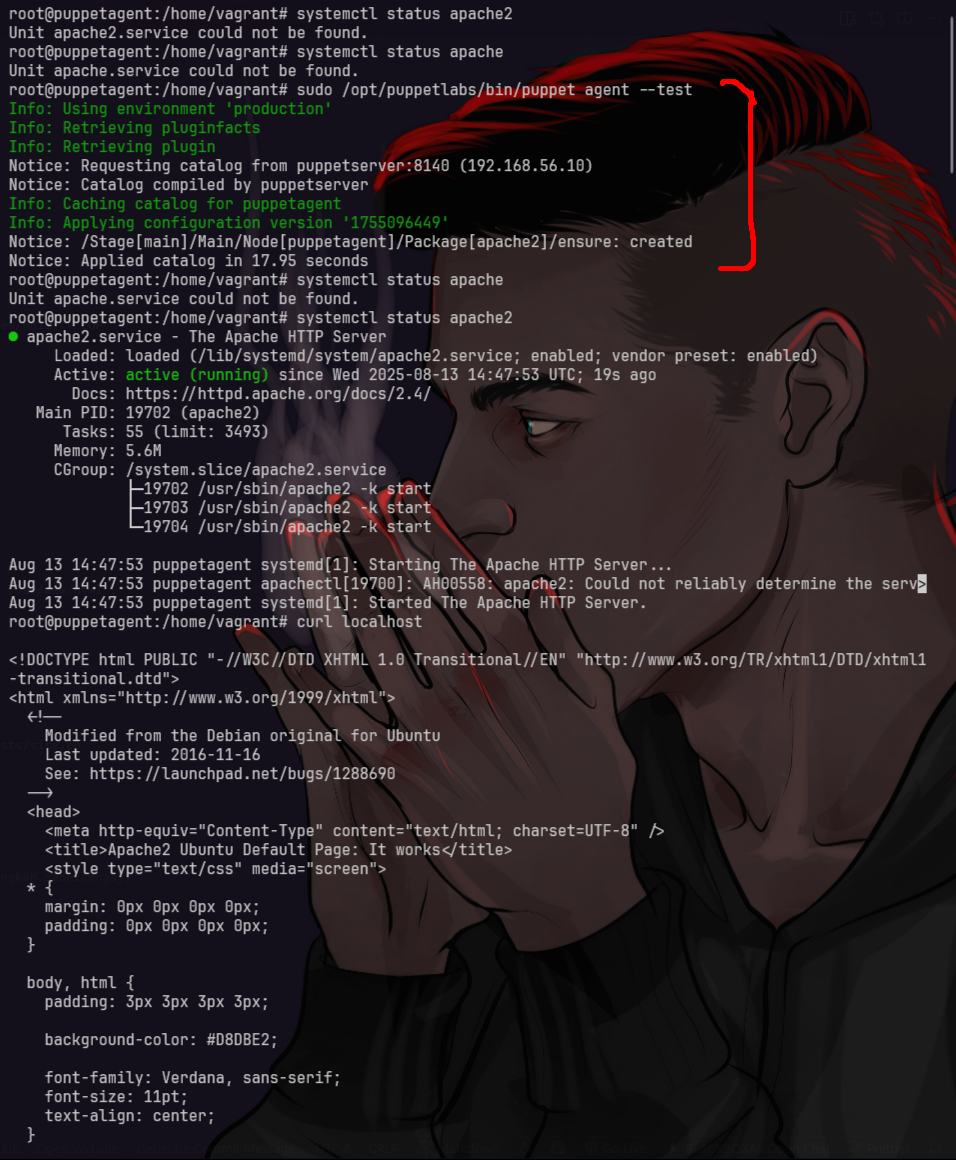 root@puppetagent:/home/vagrant# systemctl status apache2
Unit apache2.service could not be found.
root@puppetagent:/home/vagrant# systemctl status apache
Unit apache.service could not be found.
root@puppetagent:/home/vagrant# sudo /opt/puppetlabs/bin/puppet agent --test
Info: Using environment 'production'
Info: Retrieving pluginfacts
Info: Retrieving plugin
Notice: Requesting catalog from puppetserver:8140 (192.168.56.10)
Notice: Catalog compiled by puppetserver
Info: Caching catalog for puppetagent
Info: Applying configuration version '1755096449'
Notice: /Stage[main]/Main/Node[puppetagent]/Package[apache2]/ensure: created
Notice: Applied catalog in 17.95 seconds
root@puppetagent:/home/vagrant# systemctl status apache
Unit apache.service could not be found.
root@puppetagent:/home/vagrant# systemctl status apache2
● apache2.service - The Apache HTTP Server
Loaded: loaded (/lib/systemd/system/apache2.service; enabled; vendor preset: enabled)
Active: active (running) since Wed 2025-08-13 14:47:53 UTC; 19s ago
Docs: https://httpd.apache.org/docs/2.4/
Main PID: 19702 (apache2)
Tasks: 55 (limit: 3493)
Memory: 5.6M
CGroup: /system.slice/apache2.service
├─19702 /usr/sbin/apache2 -k start
├─19703 /usr/sbin/apache2 -k start
└─19704 /usr/sbin/apache2 -k start
Aug 13 14:47:53 puppetagent systemd[1]: Starting The Apache HTTP Server...
Aug 13 14:47:53 puppetagent apachectl[19700]: AH00558: apache2: Could not reliably determine the serv>
Aug 13 14:47:53 puppetagent systemd[1]: Started The Apache HTTP Server.
root@puppetagent:/home/vagrant# curl localhost
<!DOCTYPE html PUBLIC "-//W3C//DTD XHTML 1.0 Transitional//EN" "http://www.w3.org/TR/xhtml1/DTD/xhtml1
-transitional.dtd">
<html xmlns="http://www.w3.org/1999/xhtml">
<!--
Modified from the Debian original for Ubuntu
Last updated: 2016-11-16
See: https://launchpad.net/bugs/1288690
-->
<head>
<meta http-equiv="Content-Type" content="text/html; charset=UTF-8" />
<title>Apache2 Ubuntu Default Page: It works</title>
<style type="text/css" media="screen">
* {
margin: 0px 0px 0px 0px;
padding: 0px 0px 0px 0px;
}
body, html {
padding: 3px 3px 3px 3px;
background-color: #D8DBE2;
font-family: Verdana, sans-serif;
font-size: 11pt;
text-align: center;
}